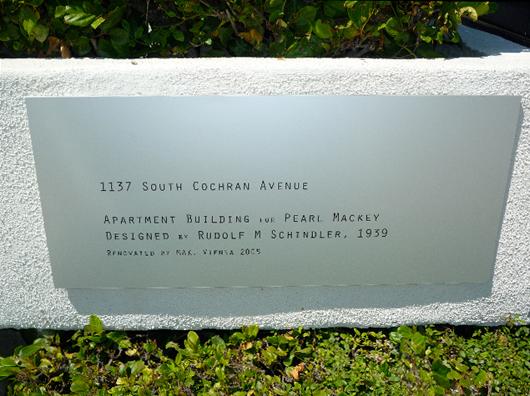 1137 South Cochran Avenue
Apartment Building for Pearl Mackey
Designed by Rudolf M Schindler, 1939
Renovated by MAK, Vienna 2005